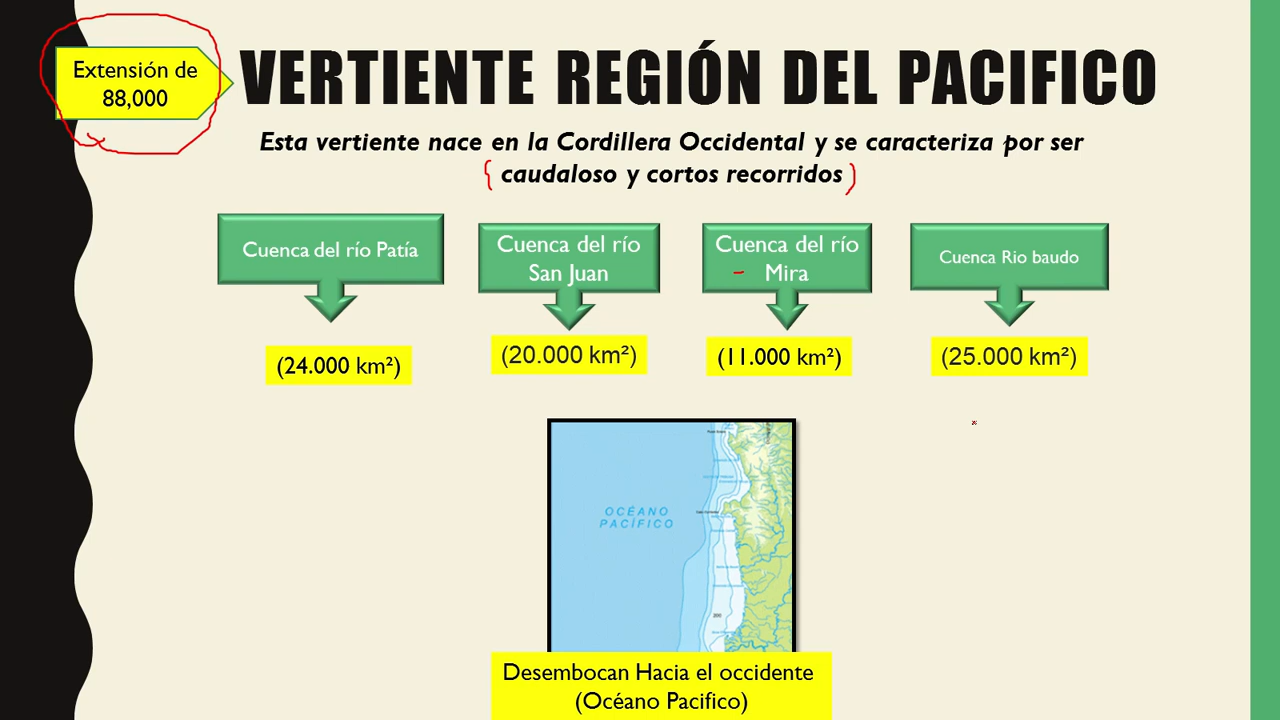 Extensión de
88,000
VERTIENTE REGIÓN DEL PACIFICO
Esta vertiente nace en la Cordillera Occidental y se caracteriza por ser
caudaloso y cortos recorridos
Cuenca del río Patía
Cuenca del río
San Juan
Cuenca del río
Mira
Cuenca Rio baudo
(24.000 km²)
(20.000 km²)
(11.000 km²)
(25.000 km²)
OCÉANO
PACÍFICO
200
Desembocan Hacia el occidente
(Océano Pacifico)